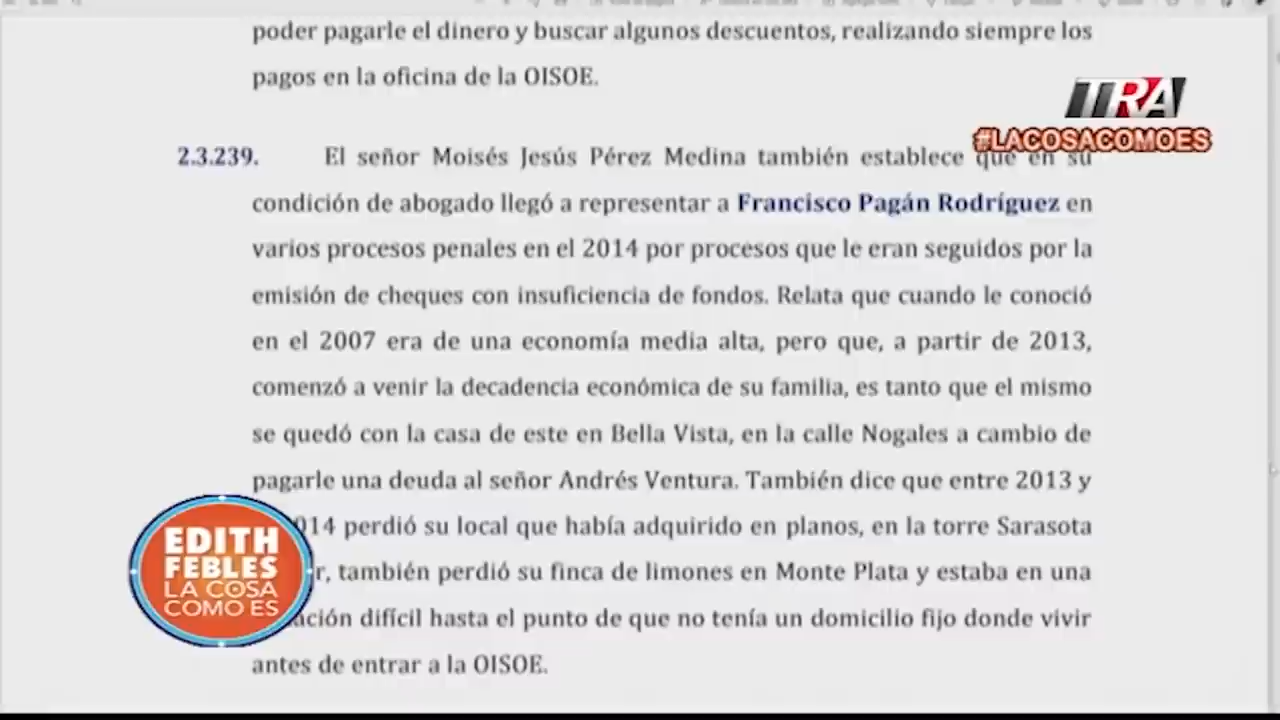 poder pagarle el dinero y buscar algunos descuentos, realizando siempre los
pagos en la oficina de la OISOE.
TRA
#LACOSACOMOES
2.3.239. El señor Moisés Jesús Pérez Medina también establece que en su
condición de abogado llegó a representar a Francisco Pagán Rodríguez en
varios procesos penales en el 2014 por procesos que le eran seguidos por la
emisión de cheques con insuficiencia de fondos. Relata que cuando le conoció
en el 2007 era de una economía media alta, pero que, a partir de 2013,
comenzó a venir la decadencia económica de su familia, es tanto que el mismo
se quedó con la casa de este en Bella Vista, en la calle Nogales a cambio de
pagarle una deuda al señor Andrés Ventura. También dice que entre 2013 y
014 perdió su local que había adquirido en planos, en la torre Sarasota
r, también perdió su finca de limones en Monte Plata y estaba en una
ación difícil hasta el punto de que no tenía un domicilio fijo donde vivir
antes de entrar a la OISOE.
EDITH
FEBLES
LA COSA
COMO ES